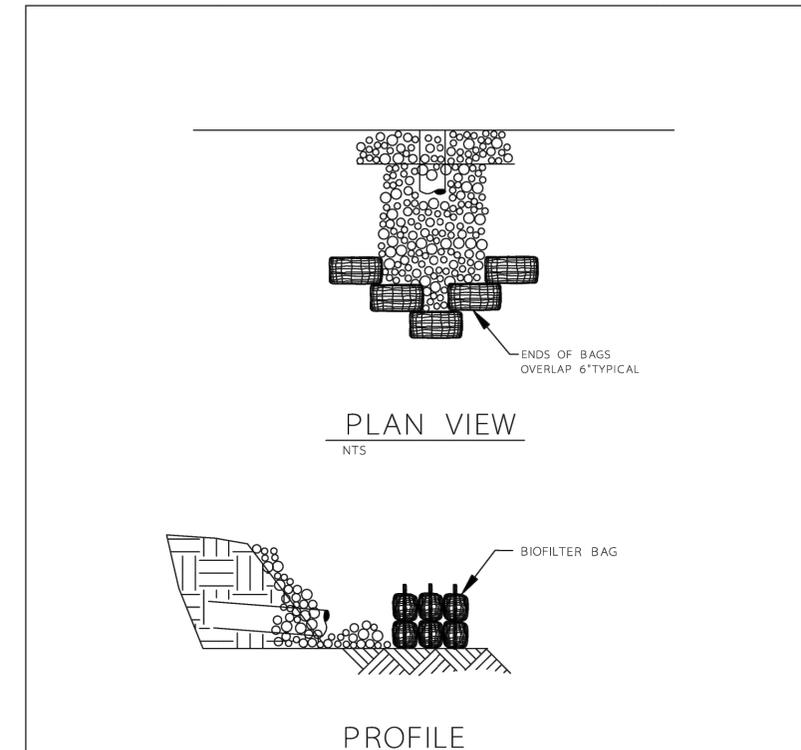 ENDS OF BAGS
OVERLAP 6"TYPICAL
PLAN VIEW
NTS
BIOFILTER BAG
PROFILE